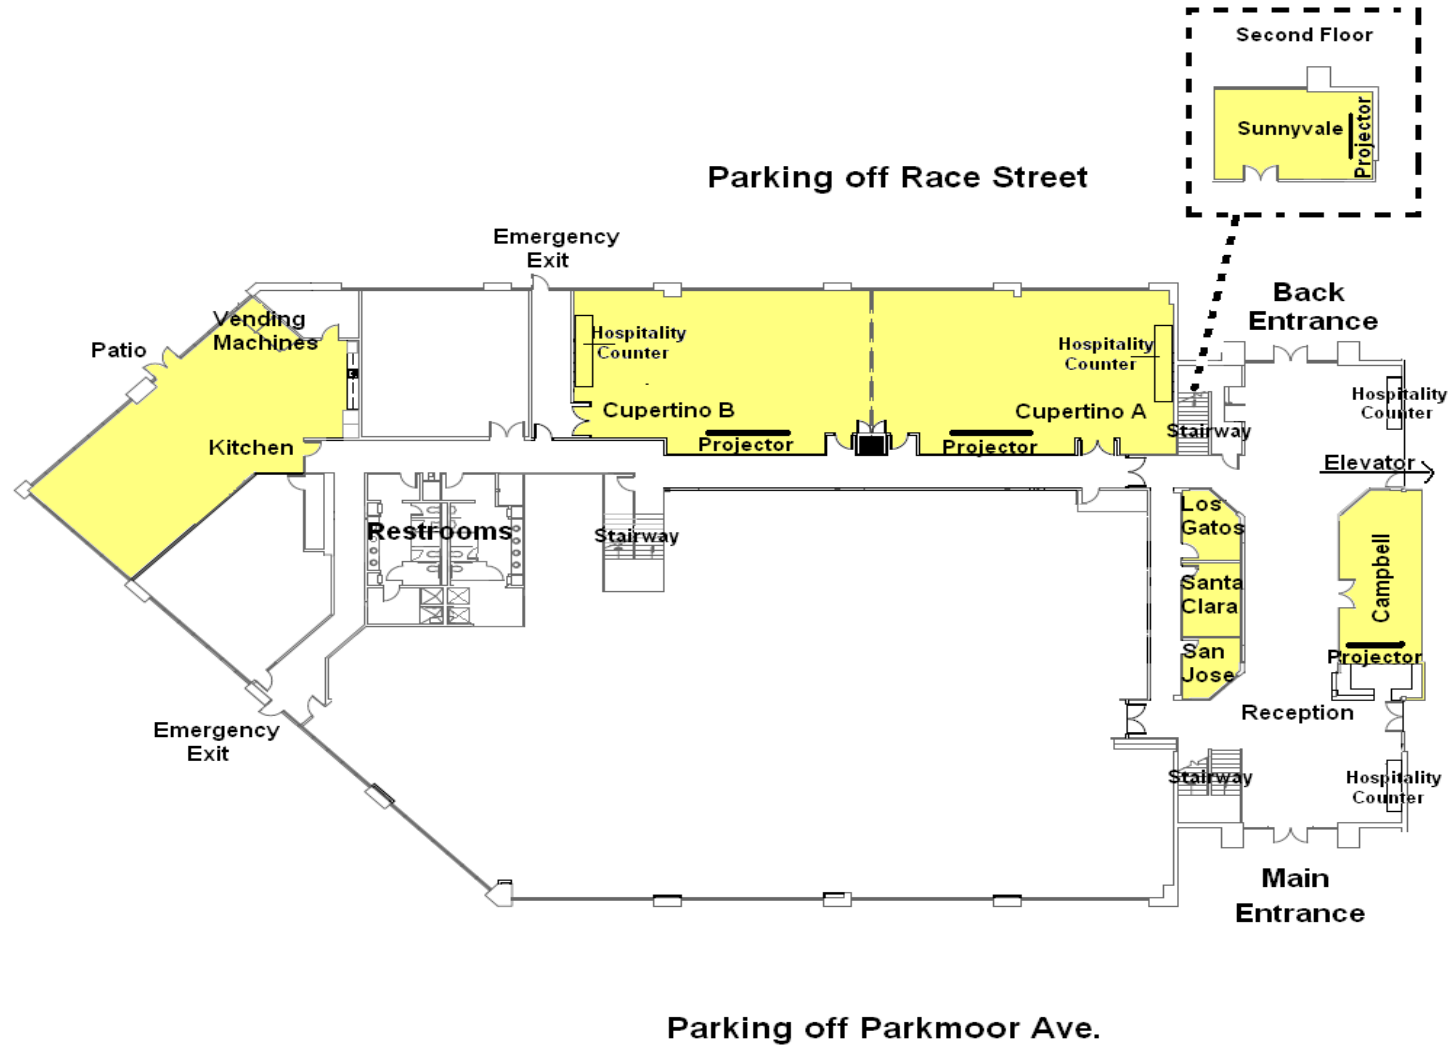 Second Floor
Sunnyvale
Projector
Parking off Race Street
Emergency
Exit
Back
Entrance
Vending
Machines
Patio
Hospitality
Counter
Hospitality
Counter
Hospitality
Counter
Cupertino B
Cupertino A
Projector
Projector
Stairway
Kitchen
Elevator
Restrooms
Stairway
Los
Gatos
Santa
Clara
San
Jose
Campbell
Projector
Reception
Emergency
Exit
Stairway
Hospitality
Counter
Main
Entrance
Parking off Parkmoor Ave.